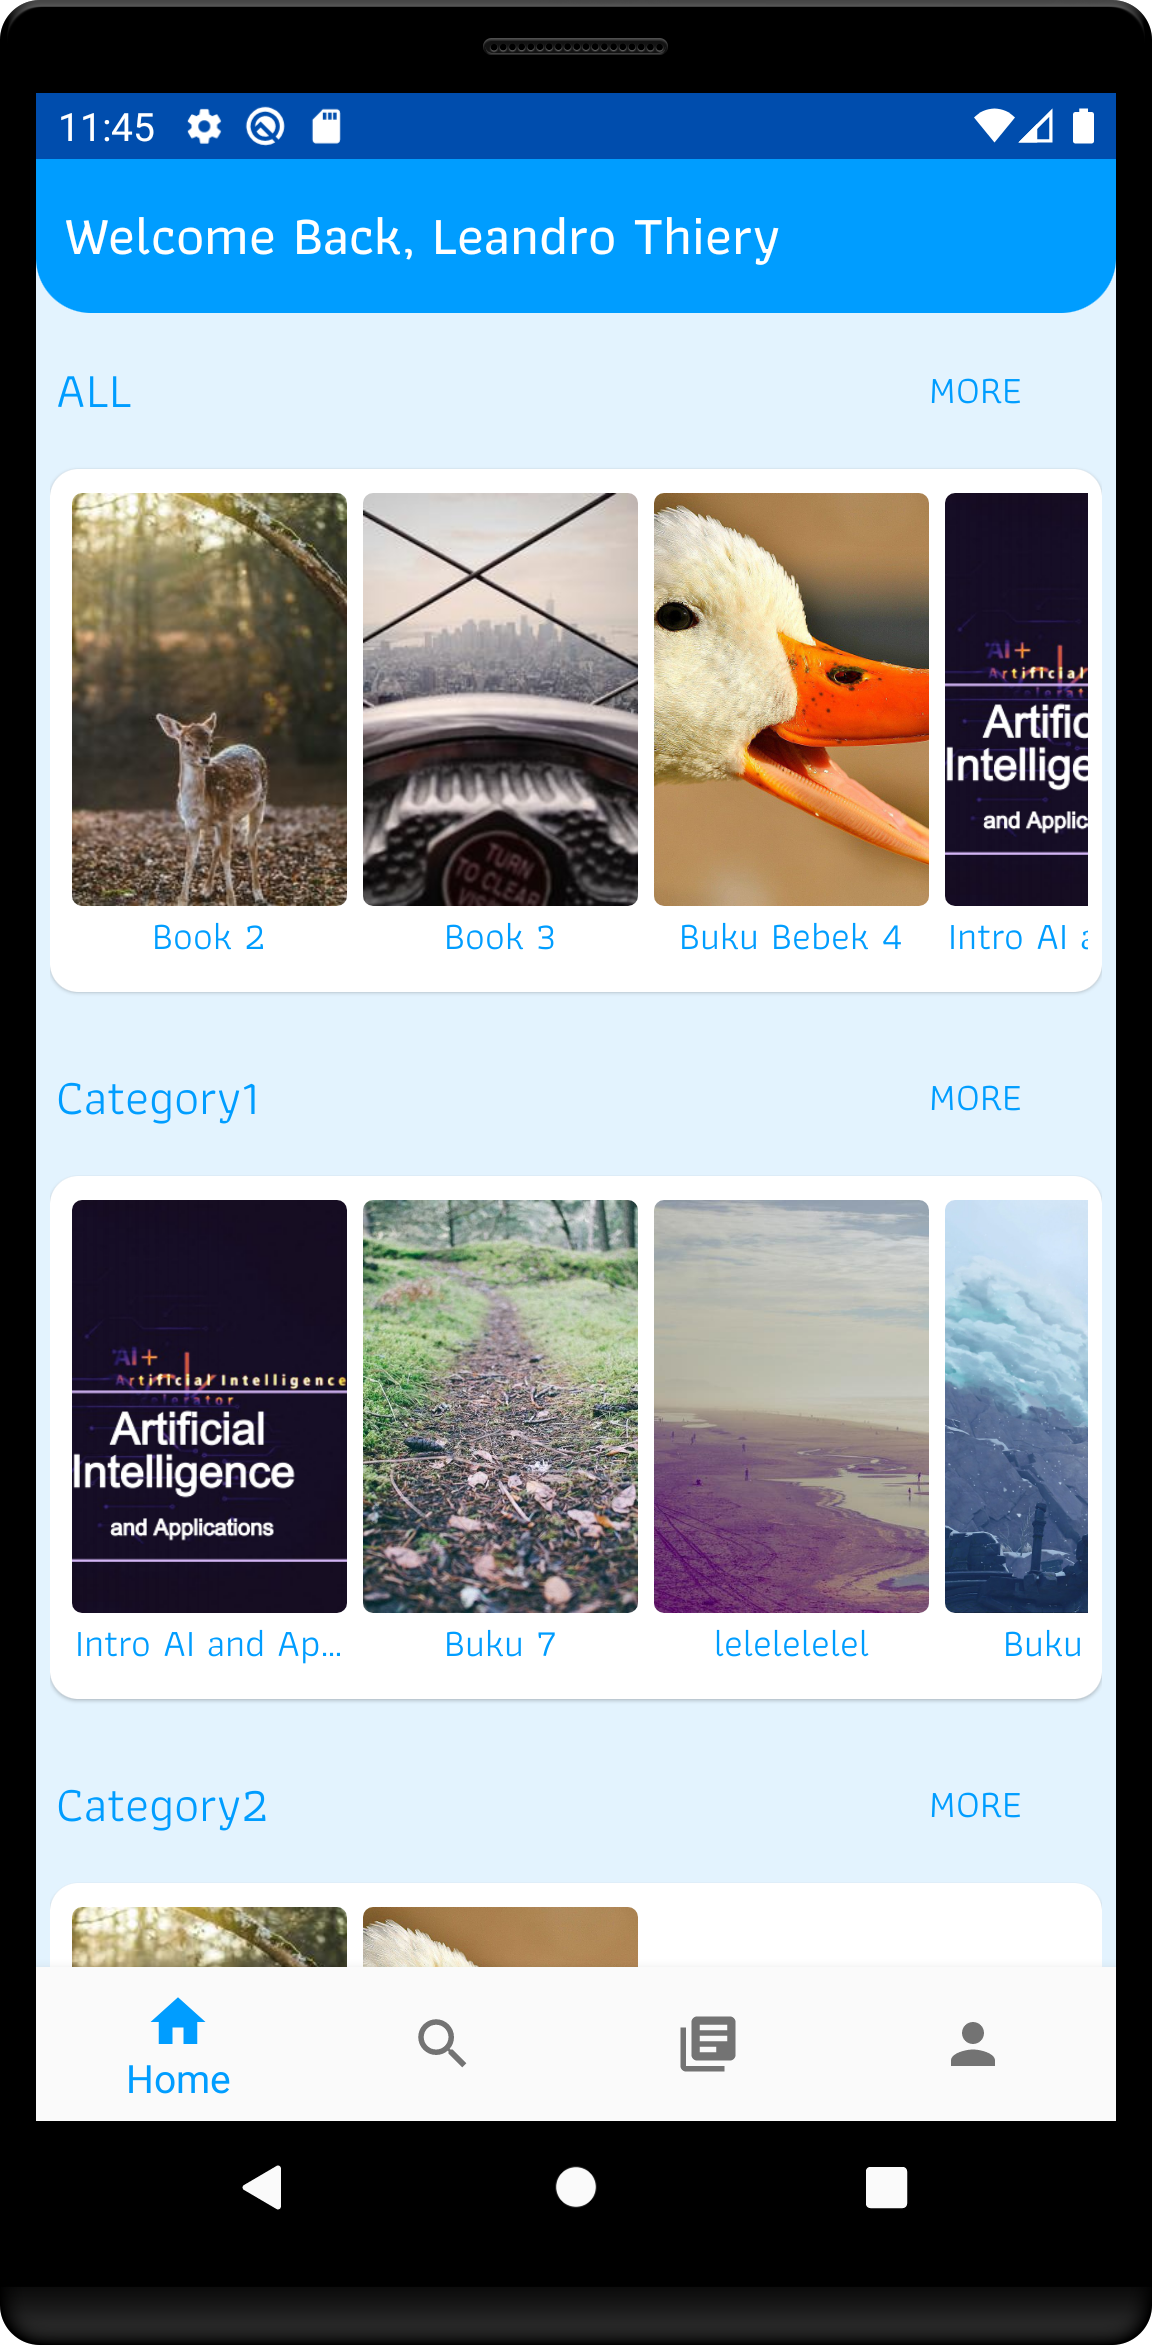 11:45
Welcome Back, Leandro Thiery
ALL
MORE
TURN
TO CLEAR
AI+
Artificial
Artific
Intellige
and Applic
Book 2
Book 3
Buku Bebek 4
Intro AI a
Category1
MORE
AI+
Artificial Intelligence
celerator
Artificial
Intelligence
and Applications
Intro AI and Ap...
Buku 7
lelelelelel
Buku
Category2
MORE
Home